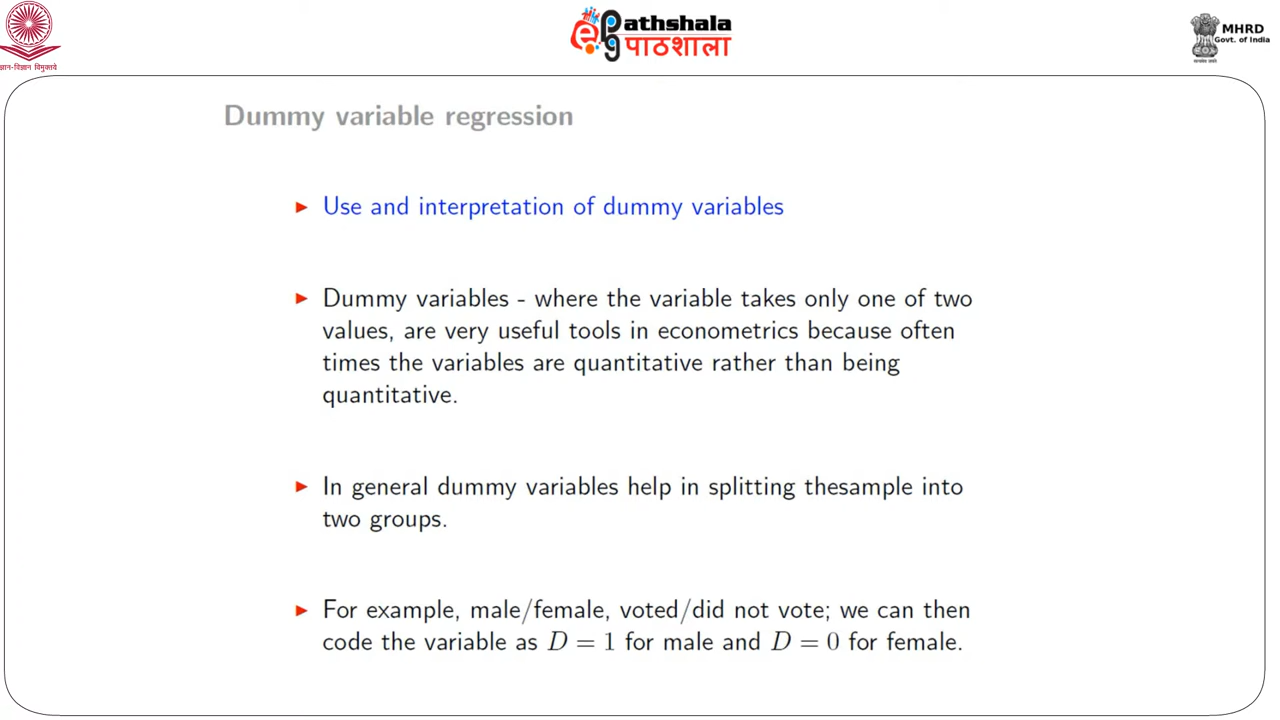 athshala
पाठशाला
MHRD
Govt. of India
ज्ञान-विज्ञान विमुक्तये
सत्यमेव जयते
Dummy variable regression
Use and interpretation of dummy variables
Dummy variables - where the variable takes only one of two
values, are very useful tools in econometrics because often
times the variables are quantitative rather than being
quantitative.
In general dummy variables help in splitting thesample into
two groups.
For example, male/female, voted/did not vote; we can then
code the variable as D = 1 for male and D = 0 for female.